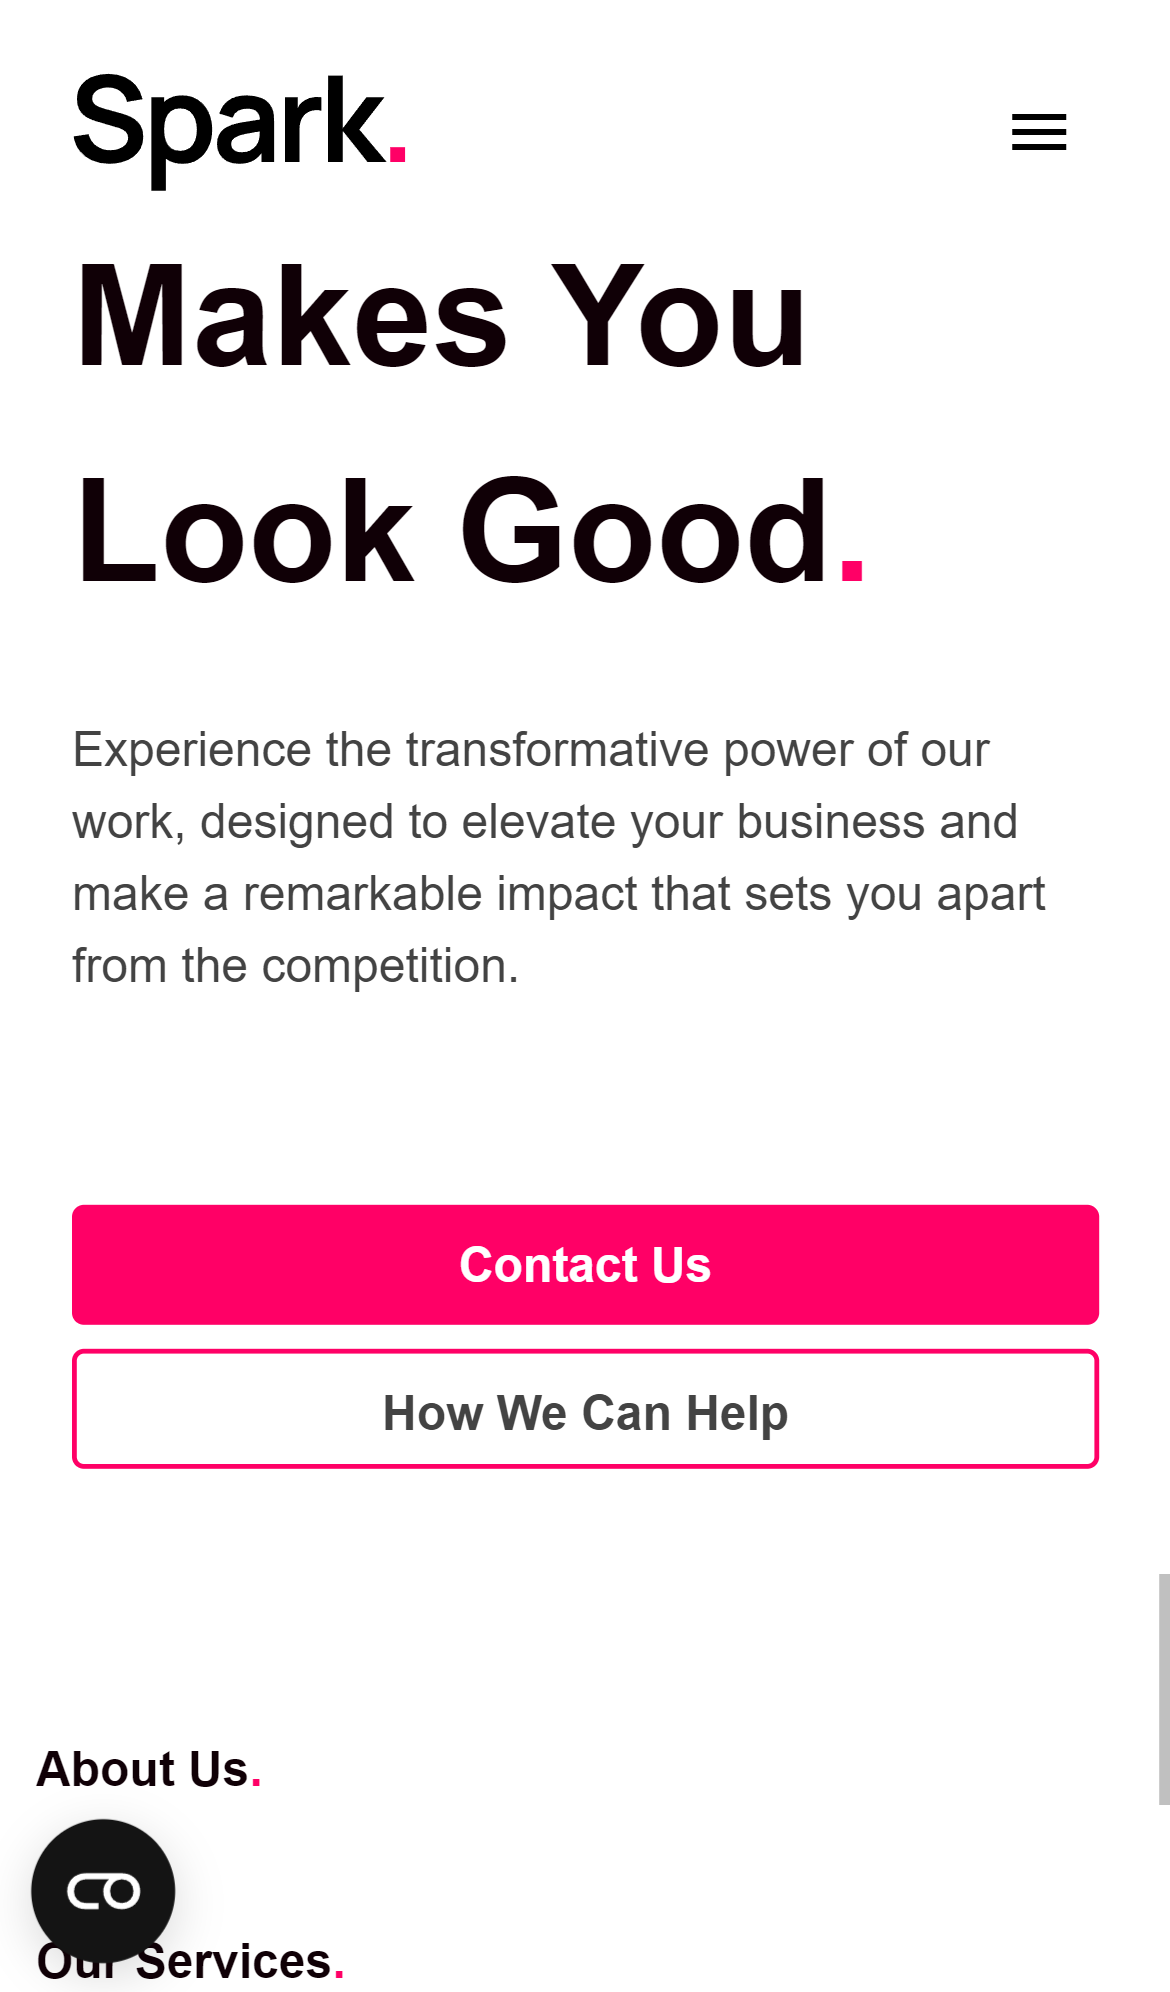 Spark.
Makes You
Look Good.
Experience the transformative power of our
work, designed to elevate your business and
make a remarkable impact that sets you apart
from the competition.
Contact Us
How We Can Help
About Us.
Our Services.